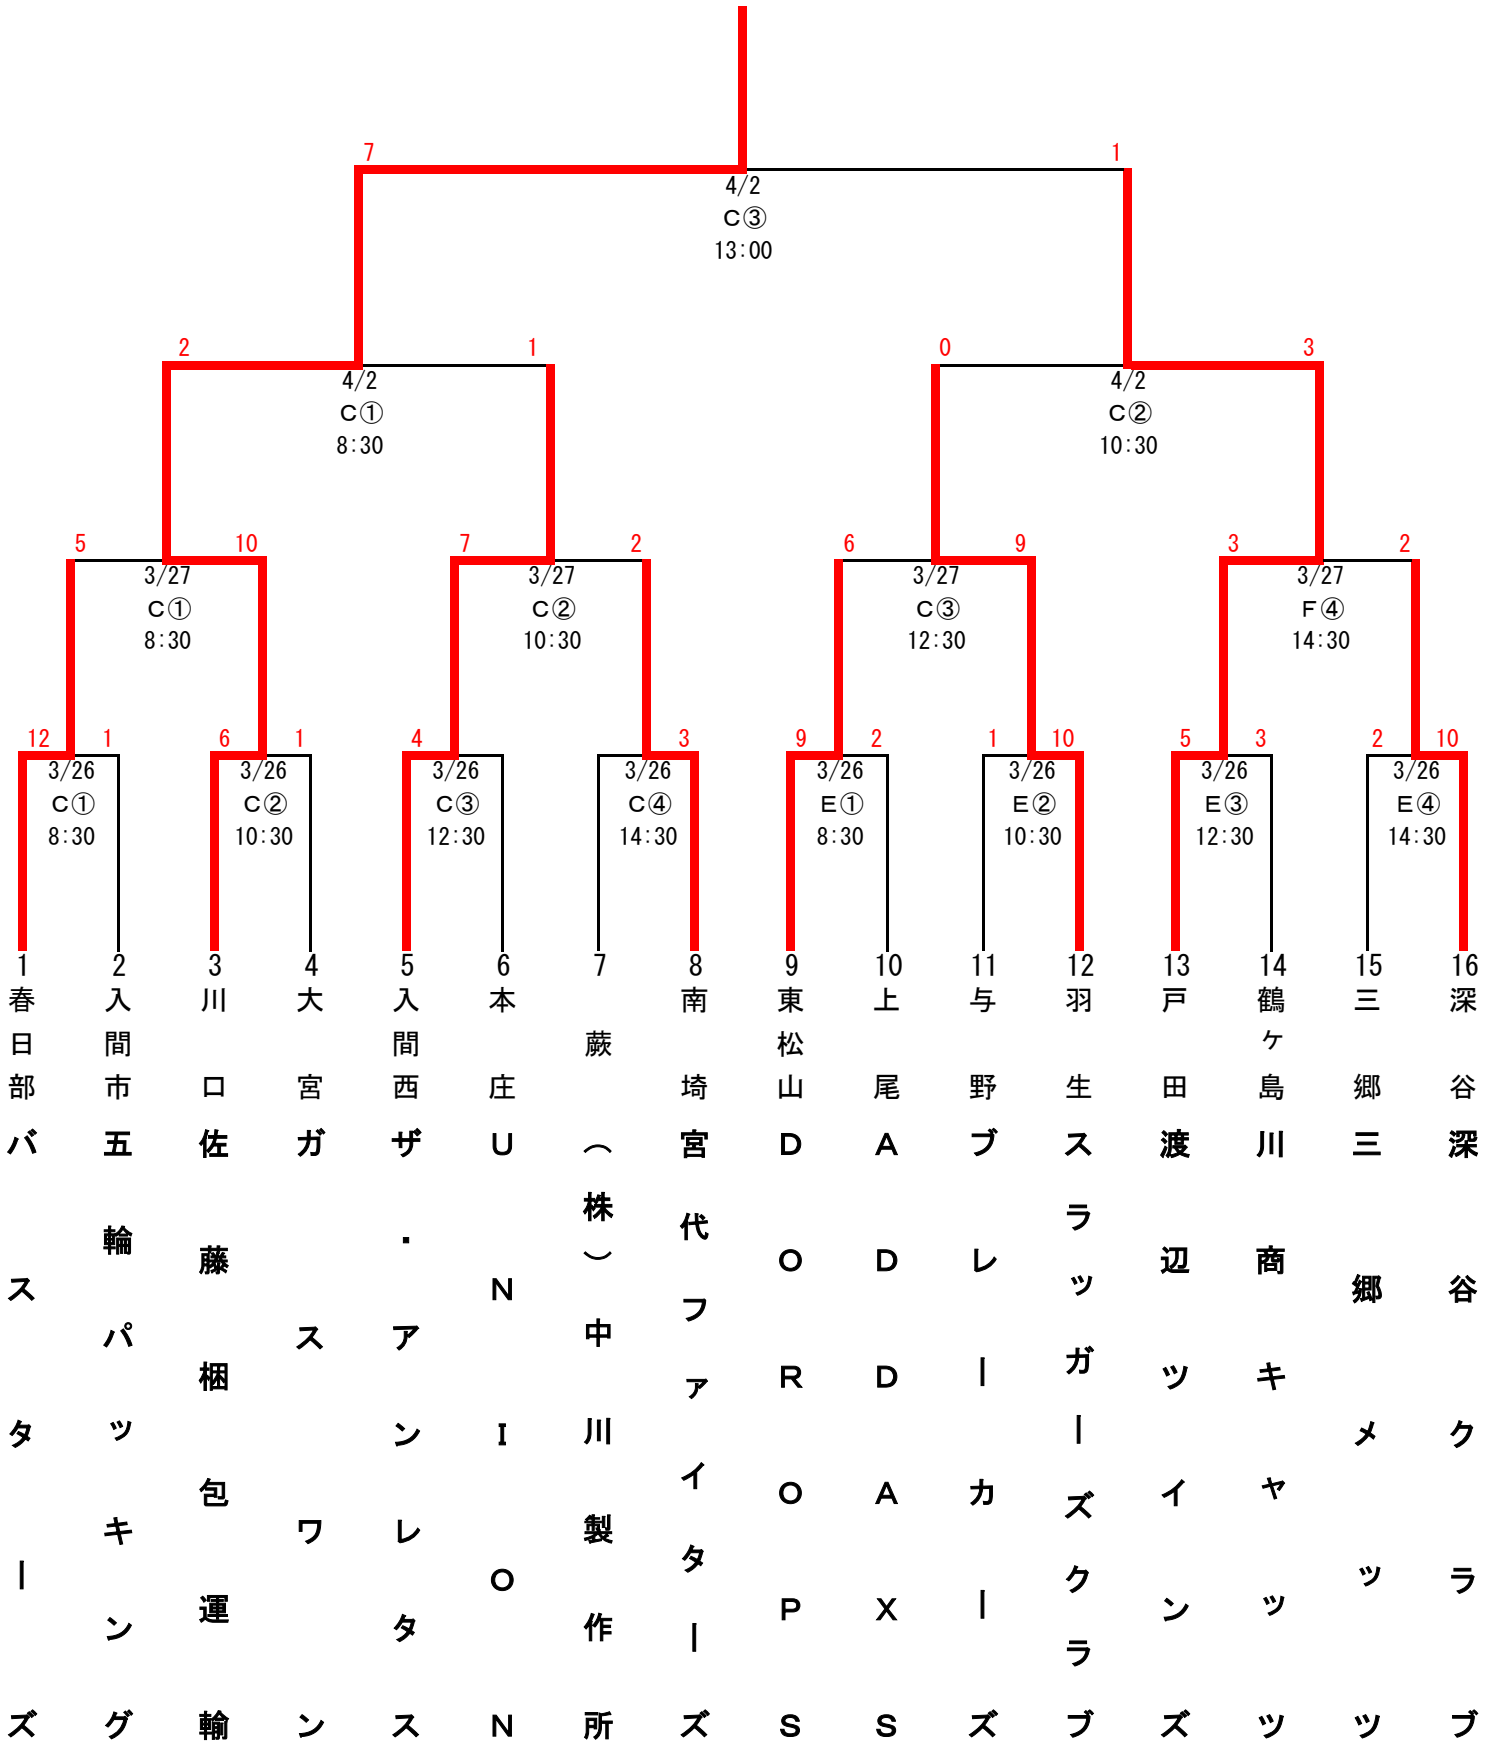 7 1
4/2
C③
13:00
2 1 0 3
4/2 4/2
C① C②
8:30 10:30
5 10 7 2 6 9 3 2
3/27 3/27 3/27 3/27
C① C② C③ F④
8:30 10:30 12:30 14:30
12 1 6 1 4 3 9 2 1 10 5 3 2 10
3/26 3/26 3/26 3/26 3/26 3/26 3/26 3/26
C① C② C③ C④ E① E② E③ E④
8:30 10:30 12:30 14:30 8:30 10:30 12:30 14:30
1 2 3 4 5 6 7 8 9 10 11 12 13 14 15 16
春日部
バスターズ
入間市
五輪パッキング
川口
佐藤梱包運輸
大宮
ガスワン
入間西
ザ・アンレタス
本庄
UNION
蕨
(株)中川製作所
南埼
宮代ファイターズ
東松山
DOROPS
上尾
ADDAXS
与野
ブレーカーズ
羽生
スラッガーズクラブ
戸田
渡辺ツインズ
鶴ヶ島
川商キャッツ
三郷
三郷メッツ
深谷
深谷クラブ